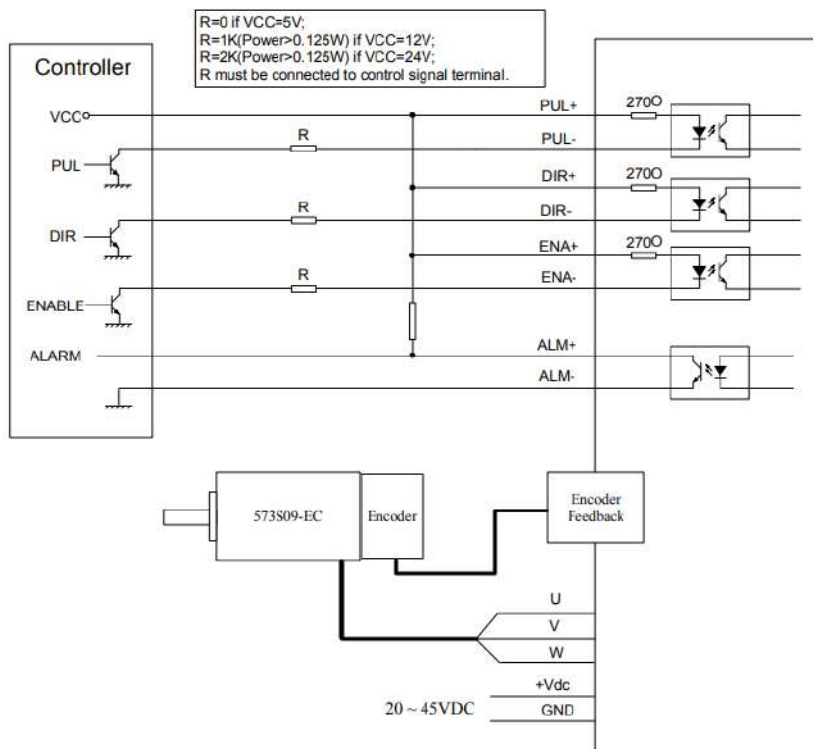 R=0 if VCC=5V;
R=1K(Power>0.125W) if VCC=12V;
R=2K(Power>0.125W) if VCC=24V;
R must be connected to control signal terminal.
Controller
VCC
PUL
DIR
ENABLE
ALARM
R
R
R
PUL+
PUL-
DIR+
DIR-
ENA+
ENA-
ALM+
ALM-
270O
270O
270O
573S09-EC
Encoder
Encoder
Feedback
U
V
W
+Vdc
GND
20 ~ 45VDC